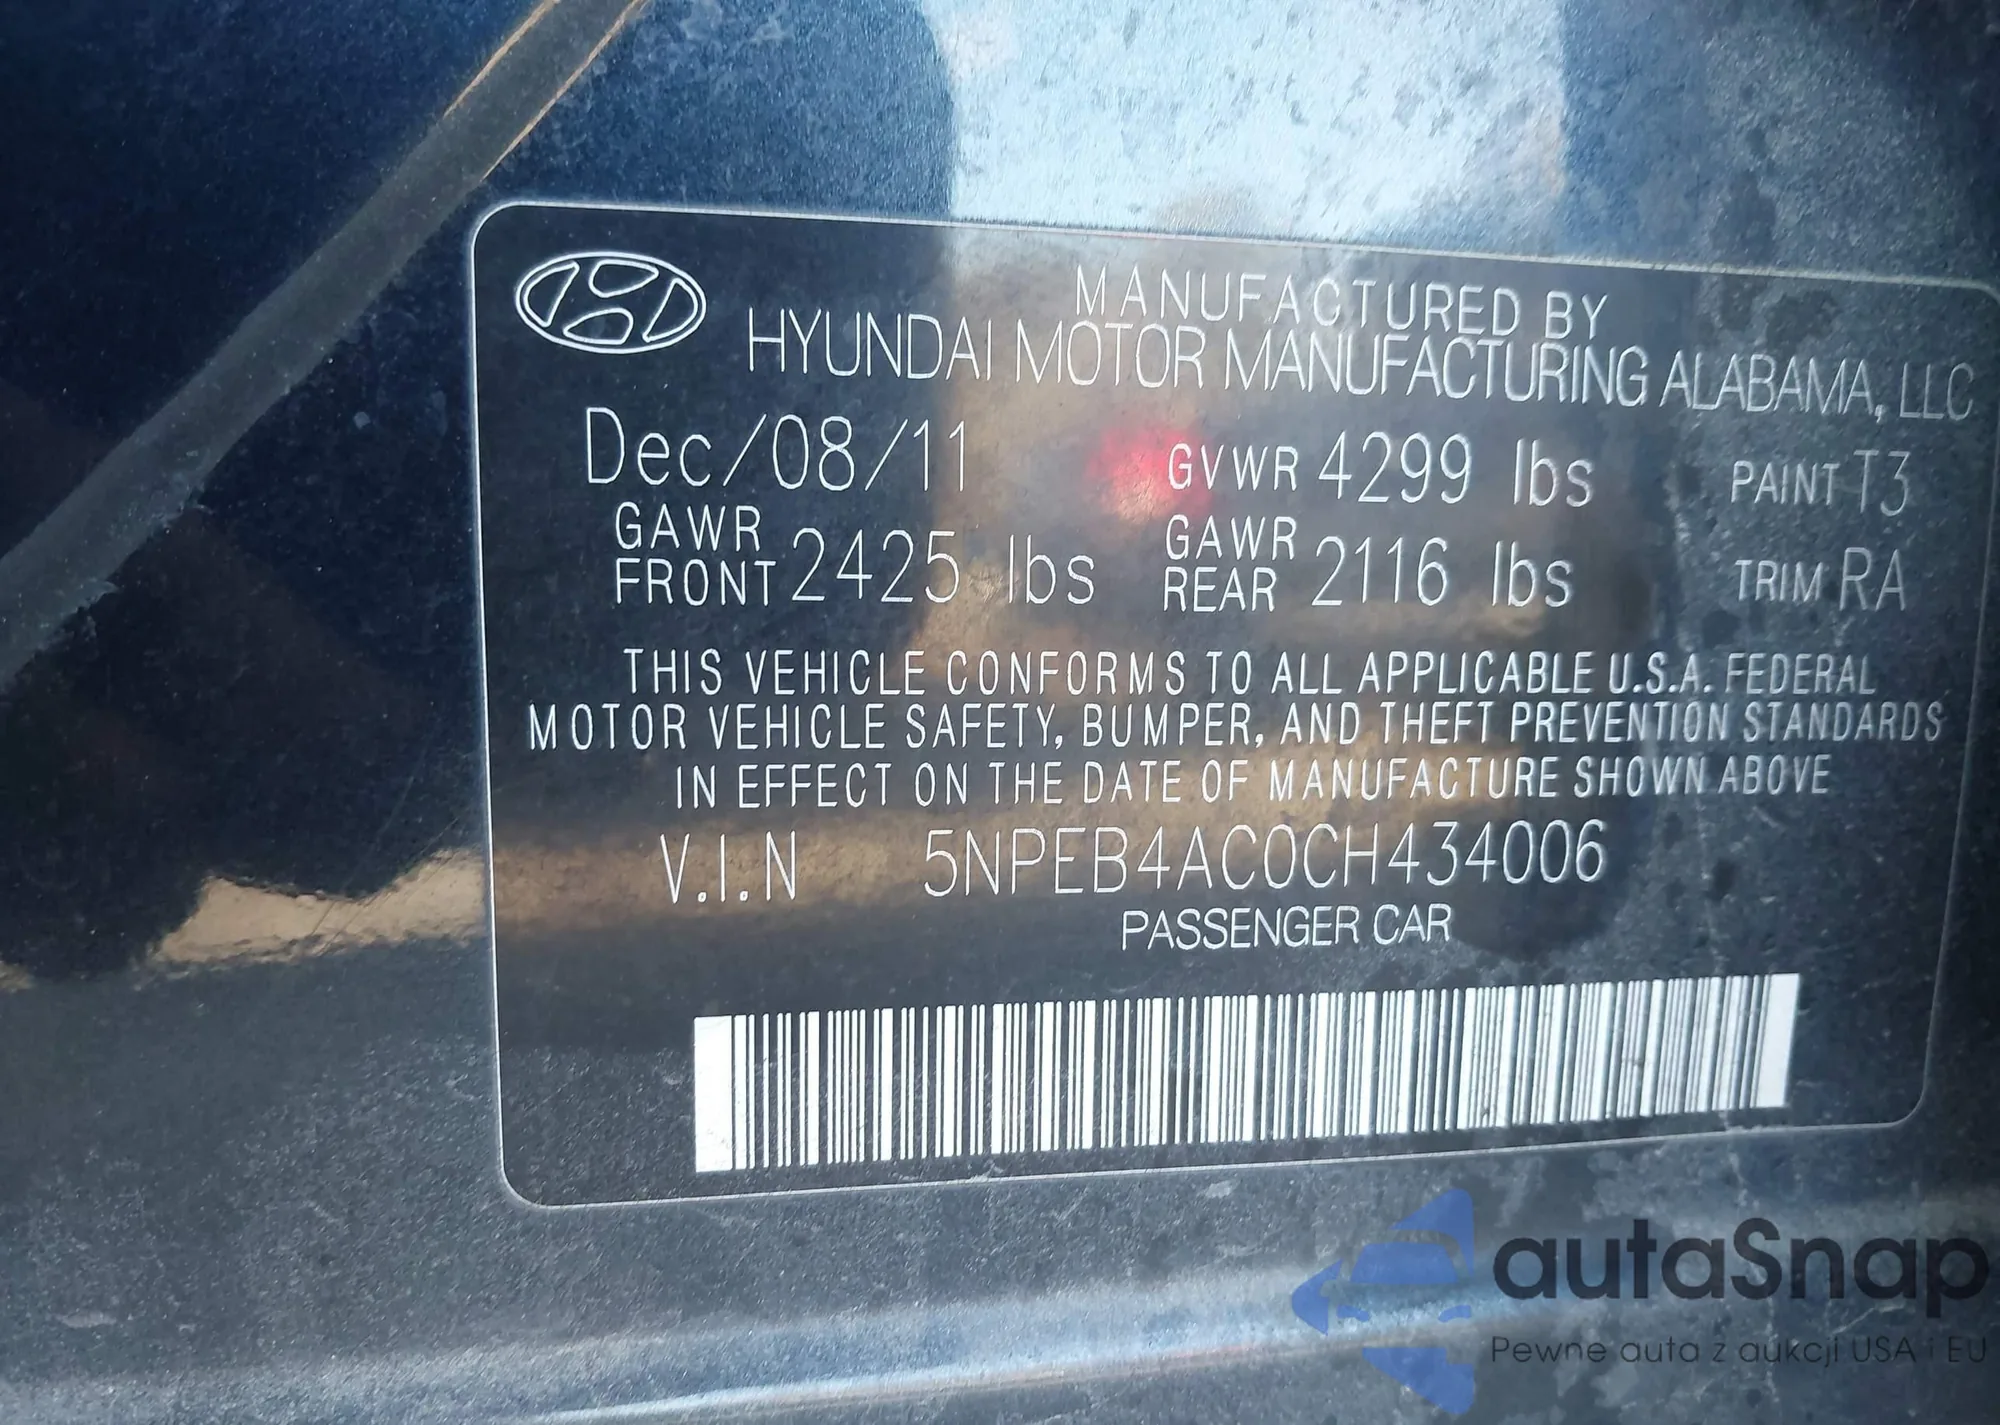 MANUFACTURED BY
HYUNDAI MOTOR MANUFACTURING ALABAMA, LLC
Dec/08/11 GVWR 4299 lbs PAINT T3
GAWR FRONT 2425 lbs GAWR REAR 2116 lbs TRIM RA
THIS VEHICLE CONFORMS TO ALL APPLICABLE U.S.A. FEDERAL
MOTOR VEHICLE SAFETY, BUMPER, AND THEFT PREVENTION STANDARDS
IN EFFECT ON THE DATE OF MANUFACTURE SHOWN ABOVE
V.I.N 5NPEB4AC0CH434006
PASSENGER CAR
autaSnap
Pewne auta z aukcji USA i EU